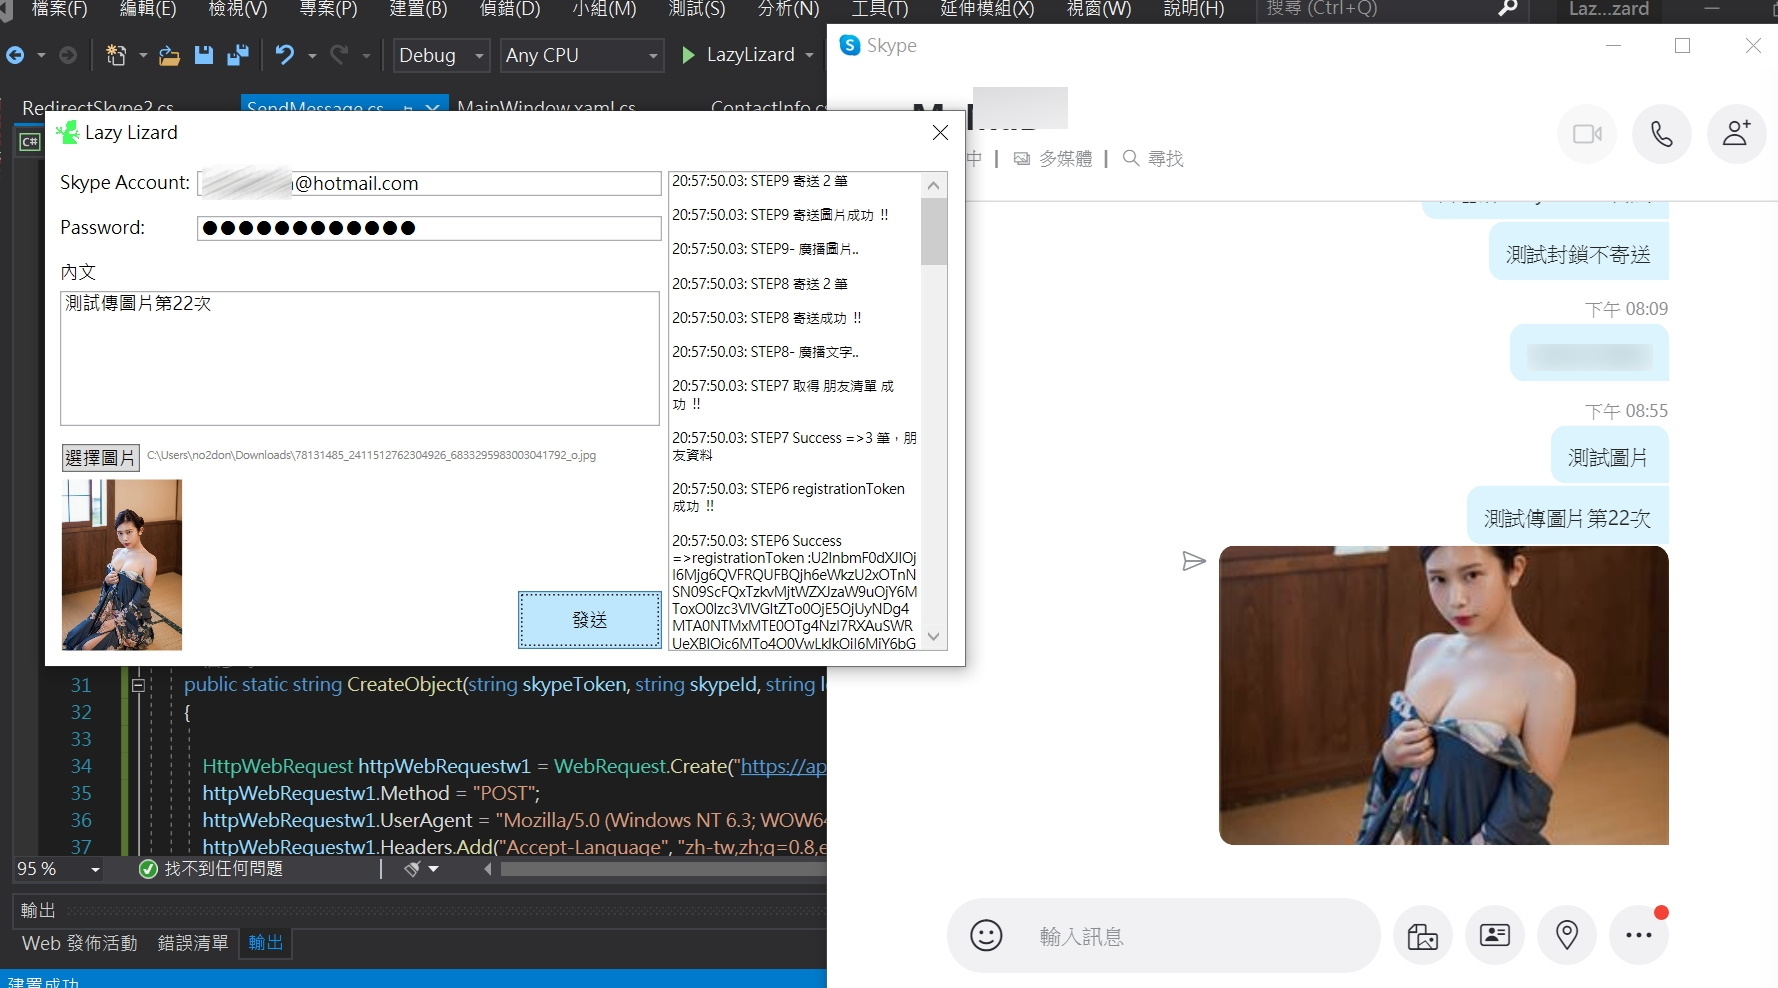 檔案(F) 編輯(E) 檢視(V) 專案(P) 建置(B) 偵錯(D) 小組(M) 測試(S) 分析(N) 工具(T) 延伸模組(X) 視窗(W) 說明(H) 搜尋 (Ctrl+Q) Laz...zard
Debug Any CPU LazyLizard
RedirectSkype2.cs SendMessage.cs MainWindow.xaml.cs ContactInfo.cs
C#
Lazy Lizard
Skype Account: @hotmail.com
Password: ●●●●●●●●●●●●
內文
測試傳圖片第22次
選擇圖片 C:\Users\no2don\Downloads\78131485_2411512762304926_6833295983003041792_o.jpg
發送
20:57:50.03: STEP9 寄送 2 筆
20:57:50.03: STEP9 寄送圖片成功 !!
20:57:50.03: STEP9- 廣播圖片..
20:57:50.03: STEP8 寄送 2 筆
20:57:50.03: STEP8 寄送成功 !!
20:57:50.03: STEP8- 廣播文字..
20:57:50.03: STEP7 取得 朋友清單 成
功 !!
20:57:50.03: STEP7 Success =>3 筆，朋
友資料
20:57:50.03: STEP6 registrationToken
成功 !!
20:57:50.03: STEP6 Success
=>registrationToken
31 public static string CreateObject(string skypeToken, string skypeId, string
32 {
33
34 HttpWebRequest httpWebRequestw1 = WebRequest.Create("https://ap
35 httpWebRequestw1.Method = "POST";
36 httpWebRequestw1.UserAgent = "Mozilla/5.0 (Windows NT 6.3; WOW64
37 httpWebRequestw1.Headers.Add("Accept-Language", "zh-tw,zh;q=0.8,e
95 % 找不到任何問題
輸出
Web 發佈活動 錯誤清單 輸出
建置成功
Skype
中 | 多媒體 | 尋找
測試封鎖不寄送
下午 08:09
下午 08:55
測試圖片
測試傳圖片第22次
輸入訊息